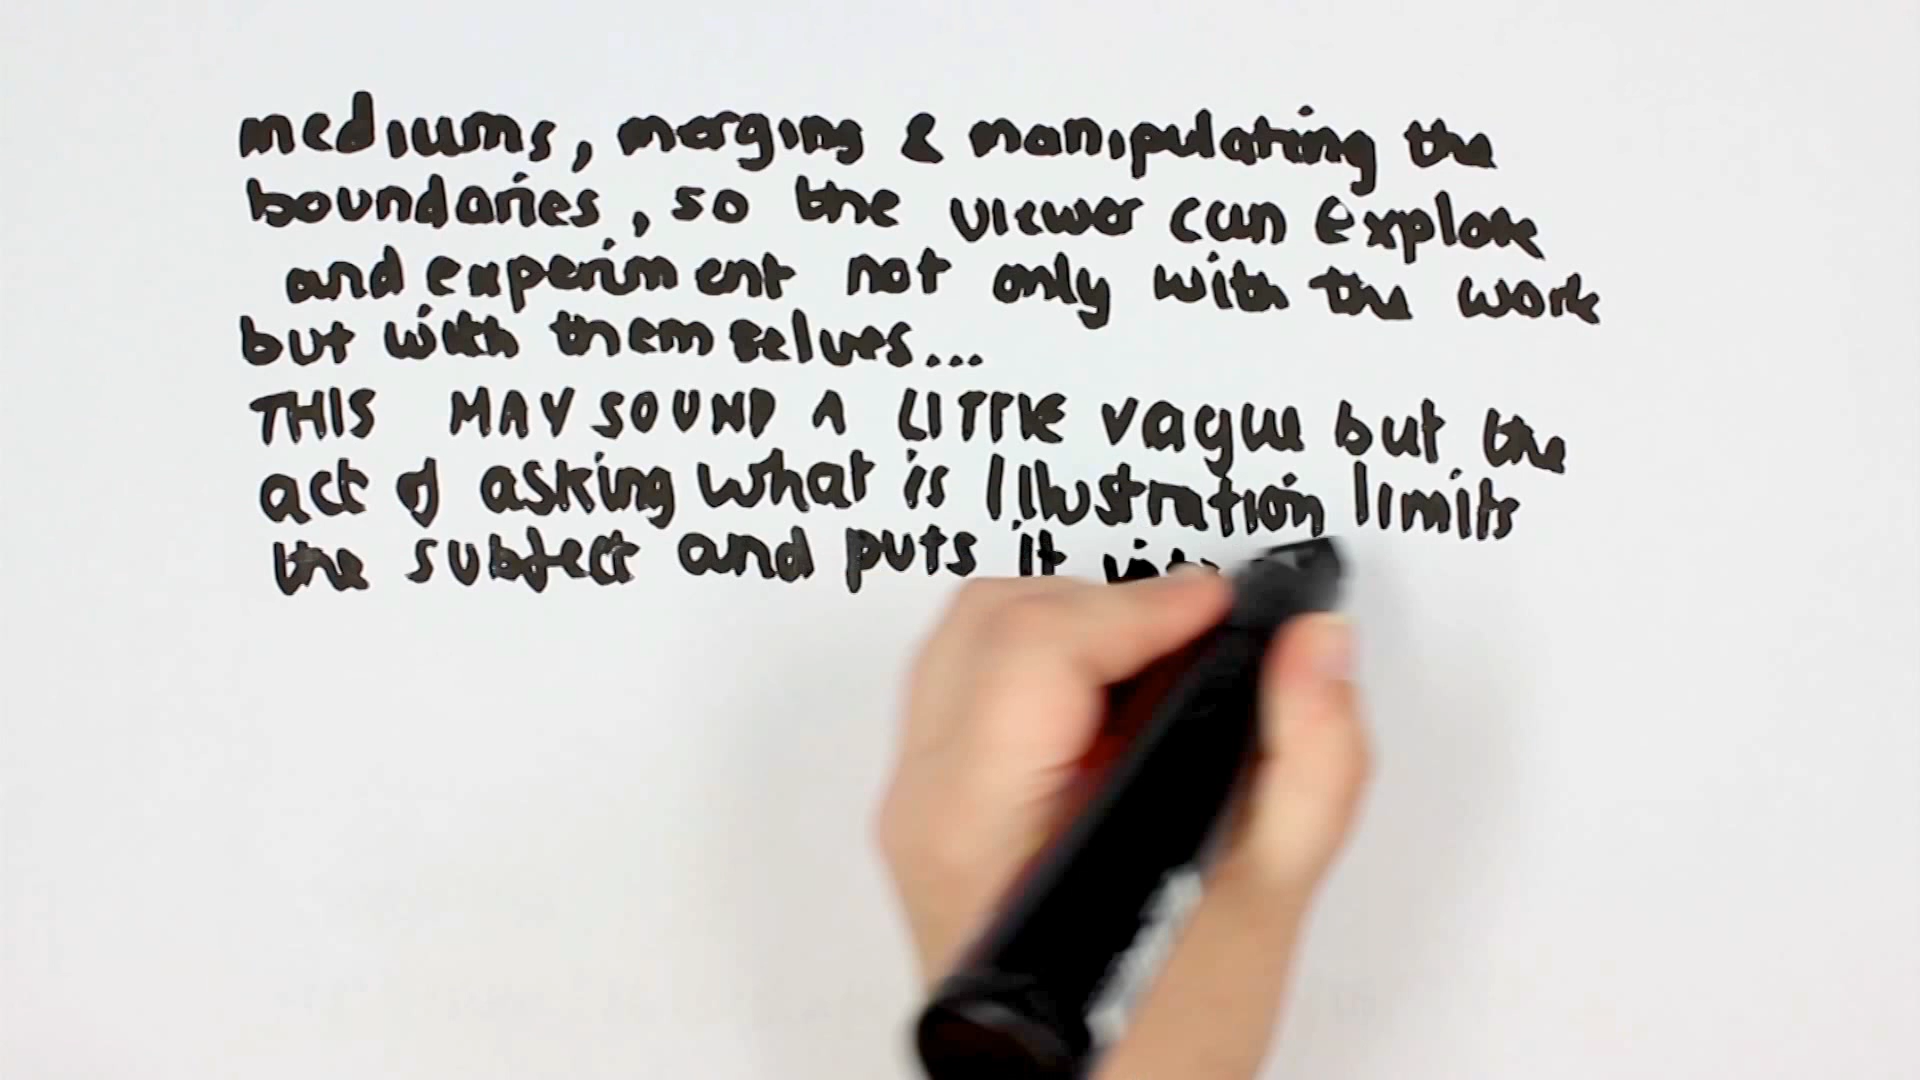 mediums, merging & manipulating the
boundaries, so the viewer can explore
and experiment not only with the work
but with themselves...
THIS MAY SOUND A LITTLE vague but the
act of asking what is Illustration limits
the subject and puts it